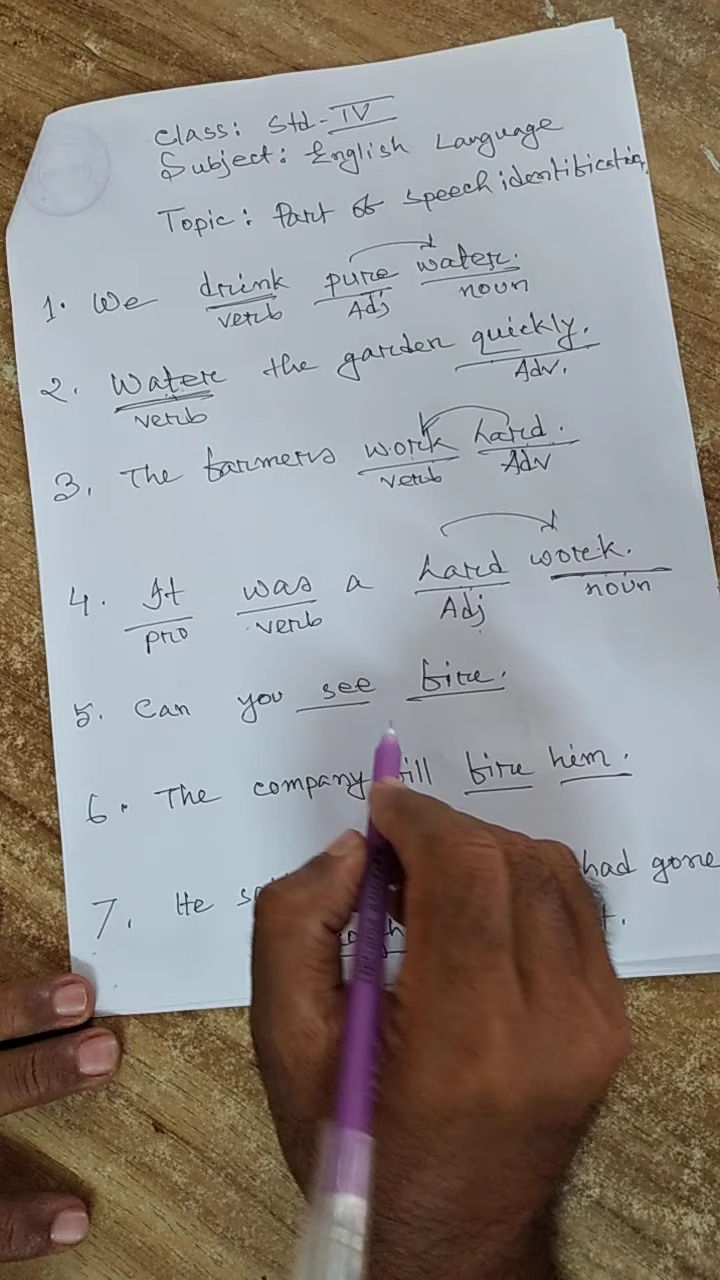 Class: Std-IV
Subject: English Language
Topic: Part of speech identification
1. We drink pure water.
verb Adj noun
2. Water the garden quickly.
verb Adv.
3. The farmers work hard.
verb Adv
4. It was a hard work.
pro verb Adj noun
5. Can you see fire.
6. The company will fire him.
7. He had gone